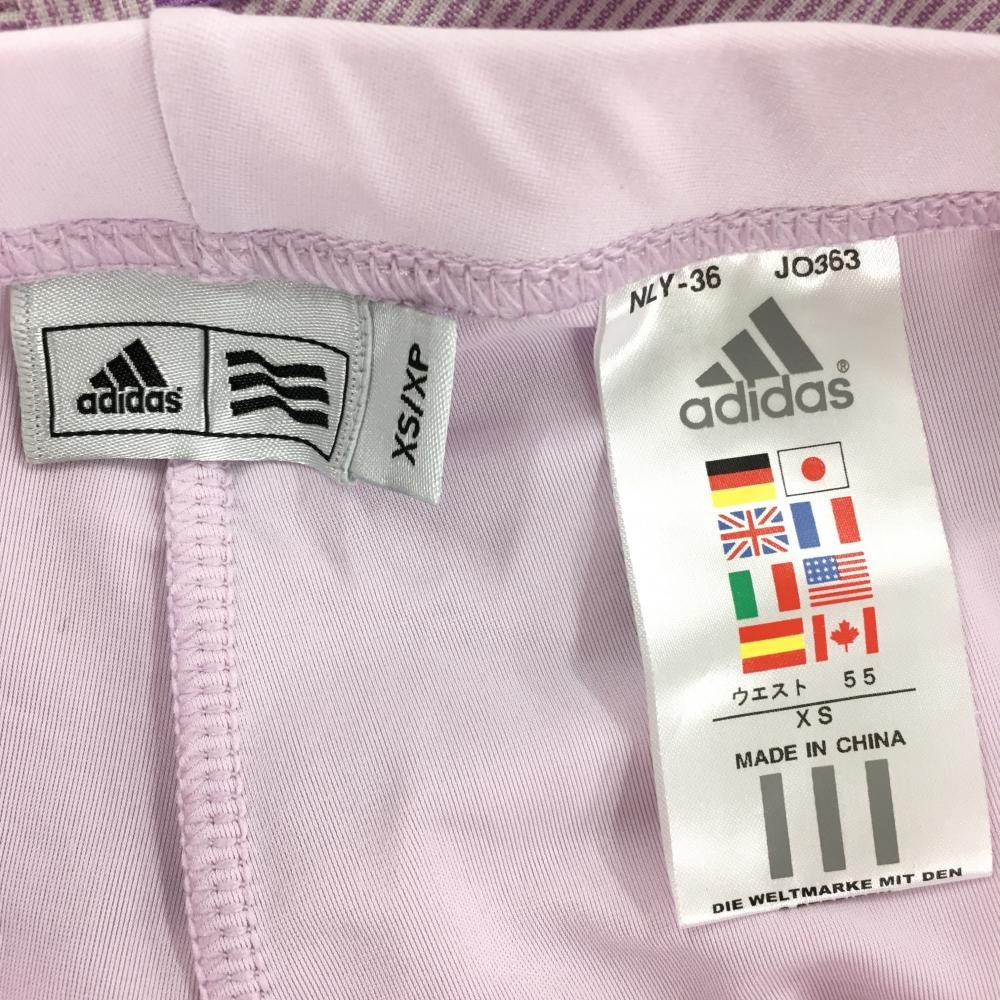 adidas
XS/XP
NLY-36 JO363
adidas®
ウエスト 55
XS
MADE IN CHINA
DIE WELTMARKE MIT DEN